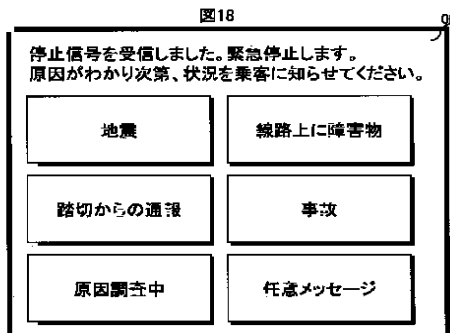 図18
停止信号を受信しました。緊急停止します。
原因がわかり次第、状況を乗客に知らせてください。
地震
線路上に障害物
踏切からの通報
事故
原因調査中
任意メッセージ